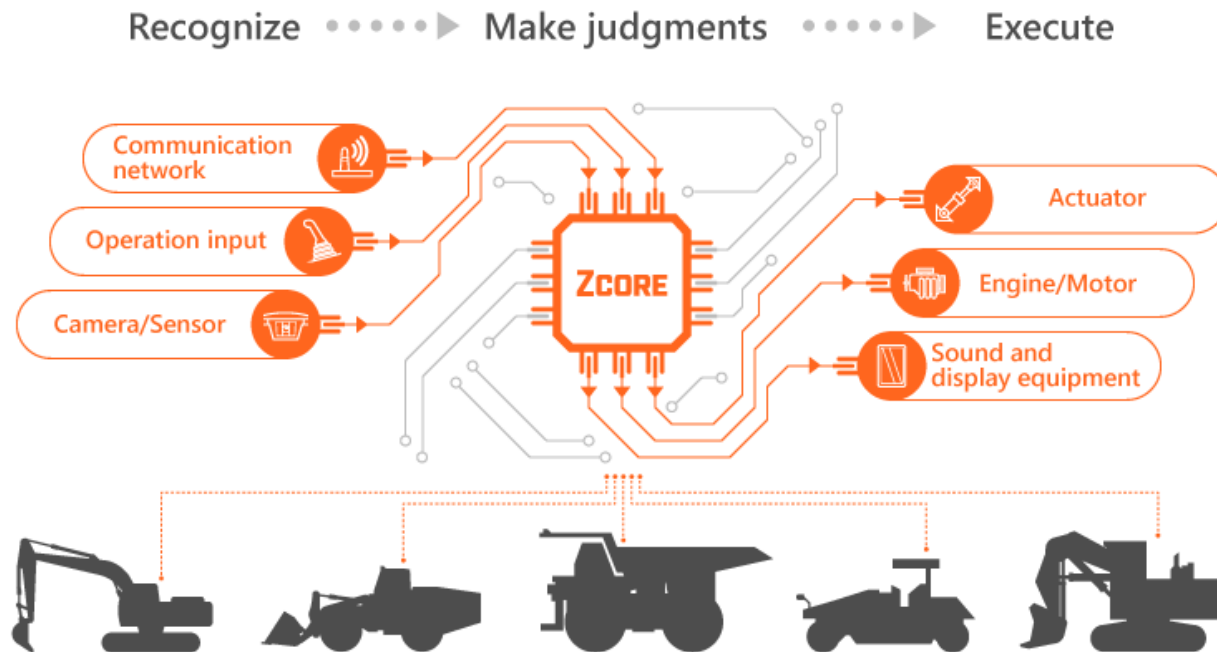 Recognize
Make judgments
Execute
Communication
network
Operation input
Camera/Sensor
ZCORE
Actuator
Engine/Motor
Sound and
display equipment